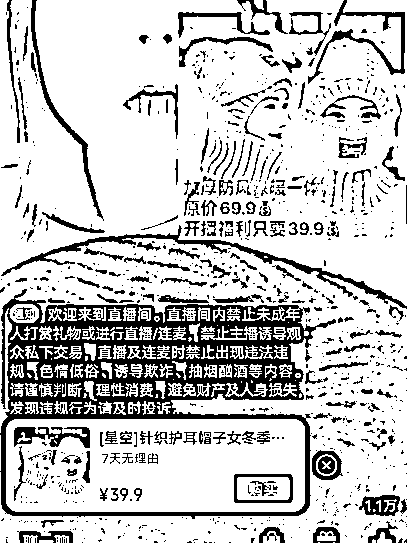 加厚防风保暖一体
原价69.9
开播福利只要39.9
通知 欢迎来到直播间。直播间内禁止未成年
人打赏礼物或进行直播/连麦,禁止主播诱导观
众私下交易,直播及连麦时禁止出现违法违
规、色情低俗、诱导欺诈、抽烟酗酒等内容。
请谨慎判断,理性消费,避免财产及人身损失,
发现违规行为请及时投诉。
[星空]针织护耳帽子女冬季…
7天无理由
¥39.9
购买
1.1万
聊一聊